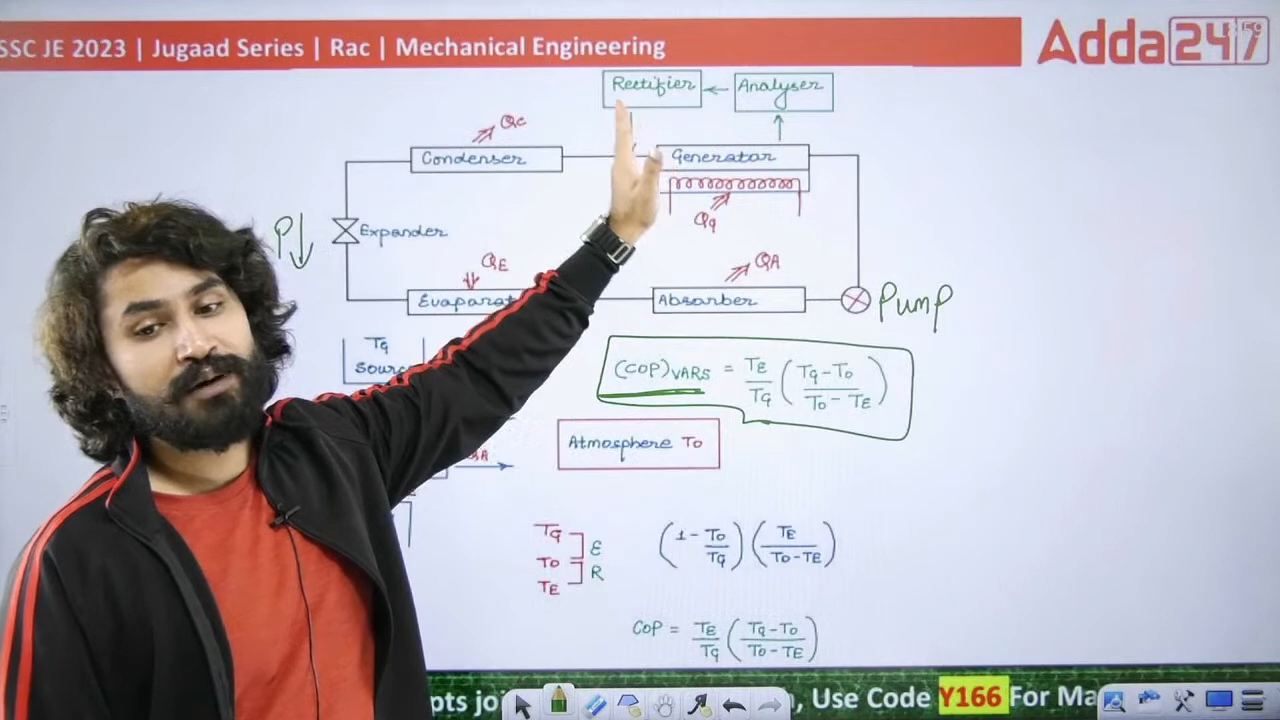 SSC JE 2023 | Jugaad Series | Rac | Mechanical Engineering
Adda247
Rectifier
Analyser
Qc
Condenser
Generator
P↓
Expander
Qg
QE
QA
Absorber
Pump
Tg
(COP)VARS = TE/Tg (Tg-To/To-TE)
Atmosphere To
Tg
To
TE
E
R
(1-To/Tg)(TE/To-TE)
COP = TE/Tg (Tg-To/To-TE)
, Use Code Y166 For